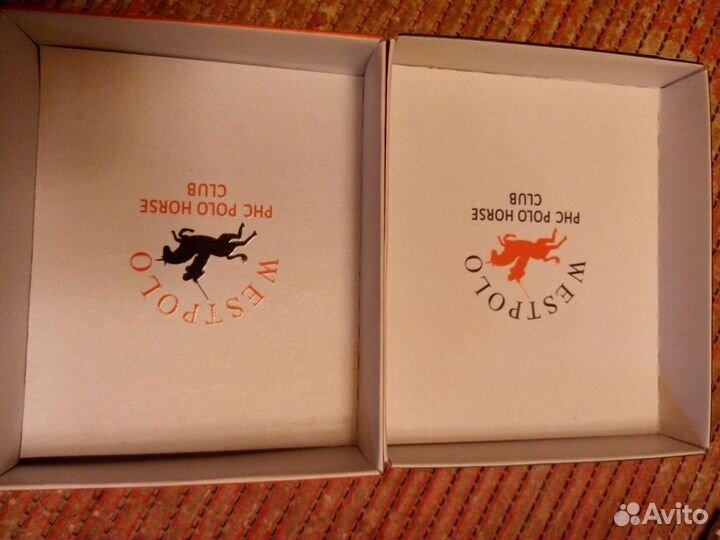 WESTPOLO
PHC POLO HORSE
CLUB
WESTPOLO
PHC POLO HORSE
CLUB
Avito